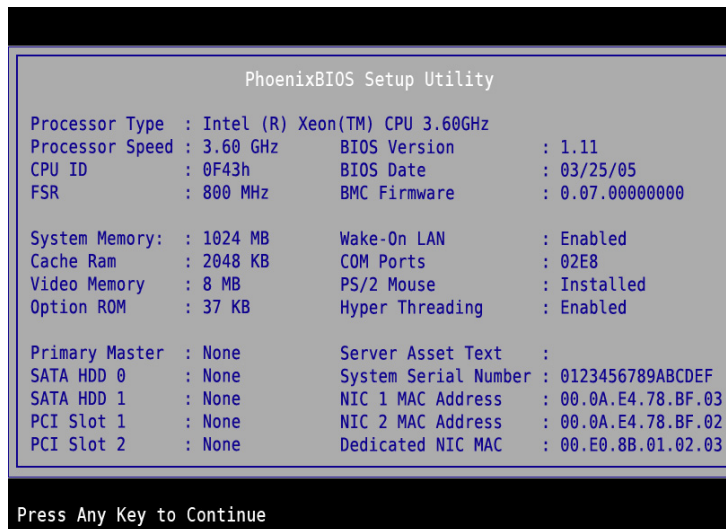 PhoenixBIOS Setup Utility
Processor Type : Intel (R) Xeon(TM) CPU 3.60GHz
Processor Speed : 3.60 GHz BIOS Version : 1.11
CPU ID : 0F43h BIOS Date : 03/25/05
FSR : 800 MHz BMC Firmware : 0.07.00000000
System Memory: : 1024 MB Wake-On LAN : Enabled
Cache Ram : 2048 KB COM Ports : 02E8
Video Memory : 8 MB PS/2 Mouse : Installed
Option ROM : 37 KB Hyper Threading : Enabled
Primary Master : None Server Asset Text :
SATA HDD 0 : None System Serial Number : 0123456789ABCDEF
SATA HDD 1 : None NIC 1 MAC Address : 00.0A.E4.78.BF.03
PCI Slot 1 : None NIC 2 MAC Address : 00.0A.E4.78.BF.02
PCI Slot 2 : None Dedicated NIC MAC : 00.E0.8B.01.02.03
Press Any Key to Continue